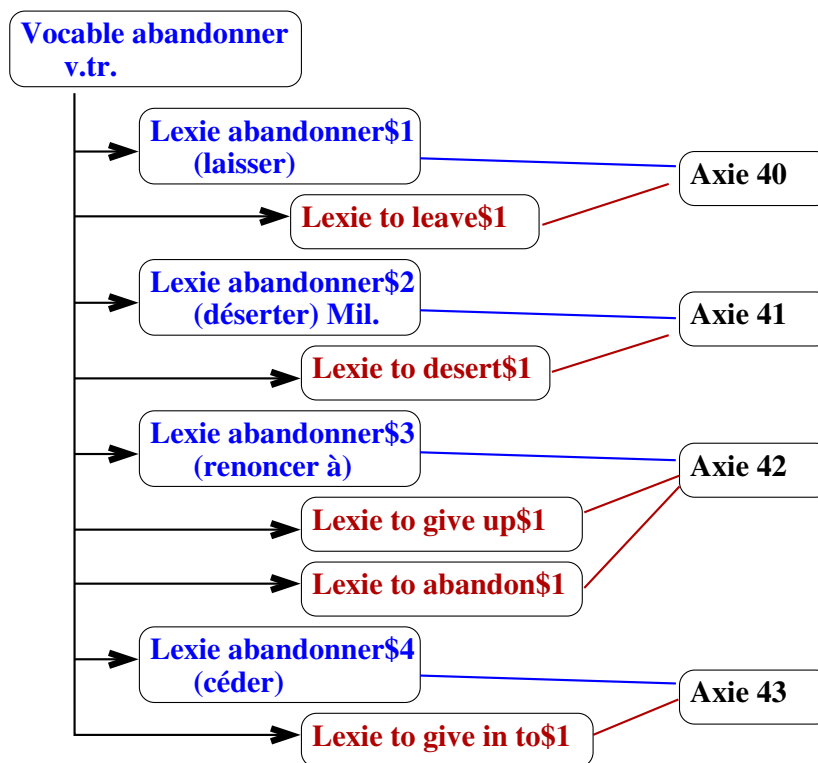 Vocable abandonner
v.tr.
Lexie abandonner$1
(laisser)
Axie 40
Lexie to leave$1
Lexie abandonner$2
(déserter) Mil.
Axie 41
Lexie to desert$1
Lexie abandonner$3
(renoncer à)
Axie 42
Lexie to give up$1
Lexie to abandon$1
Lexie abandonner$4
(céder)
Axie 43
Lexie to give in to$1